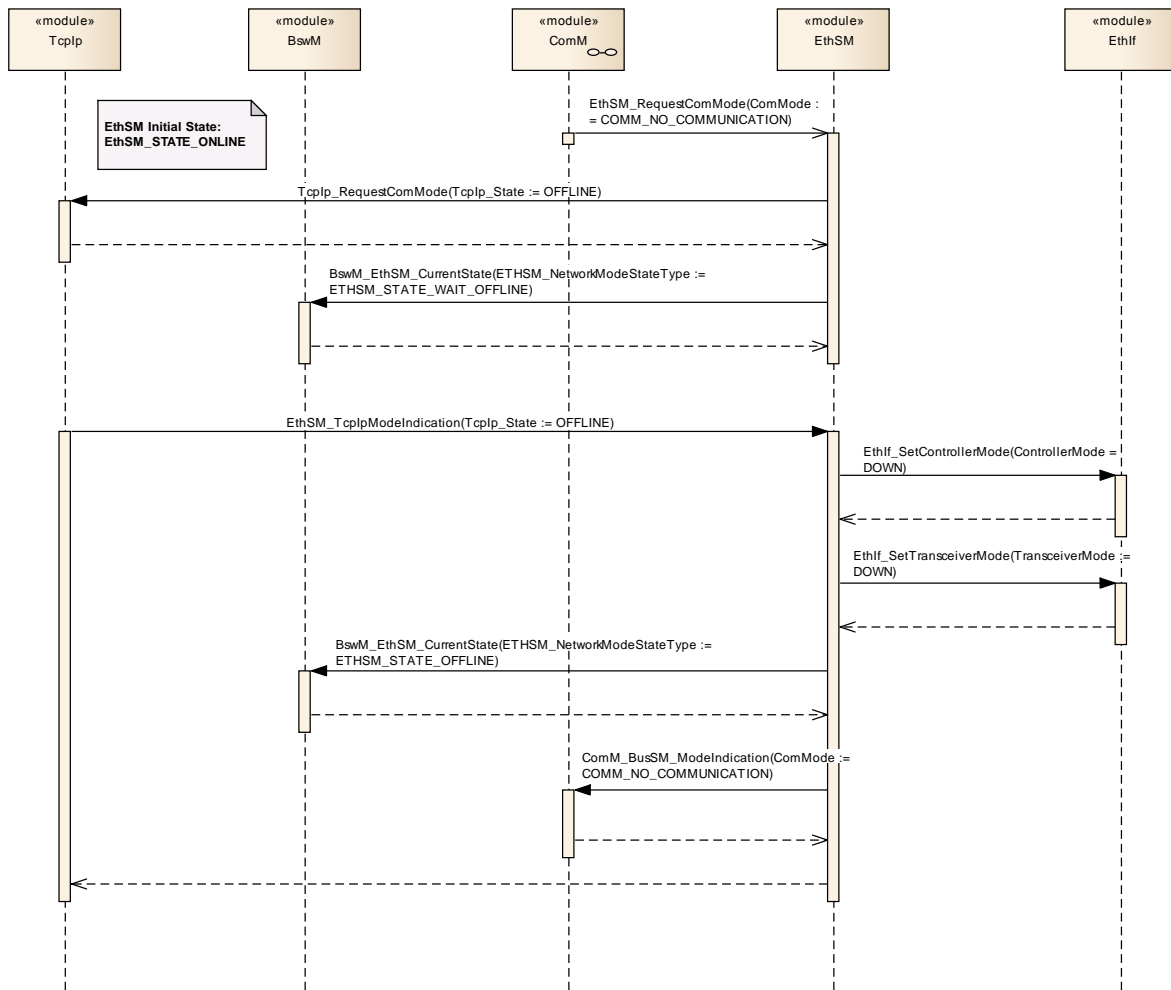 «module»
TcpIp
«module»
BswM
«module»
ComM
«module»
EthSM
«module»
EthIf
EthSM Initial State:
EthSM_STATE_ONLINE
EthSM_RequestComMode(ComMode :
= COMM_NO_COMMUNICATION)
TcpIp_RequestComMode(TcpIp_State := OFFLINE)
BswM_EthSM_CurrentState(ETHSM_NetworkModeStateType :=
ETHSM_STATE_WAIT_OFFLINE)
EthSM_TcpIpModeIndication(TcpIp_State := OFFLINE)
EthIf_SetControllerMode(ControllerMode =
DOWN)
EthIf_SetTransceiverMode(TransceiverMode :=
DOWN)
BswM_EthSM_CurrentState(ETHSM_NetworkModeStateType :=
ETHSM_STATE_OFFLINE)
ComM_BusSM_ModeIndication(ComMode :=
COMM_NO_COMMUNICATION)